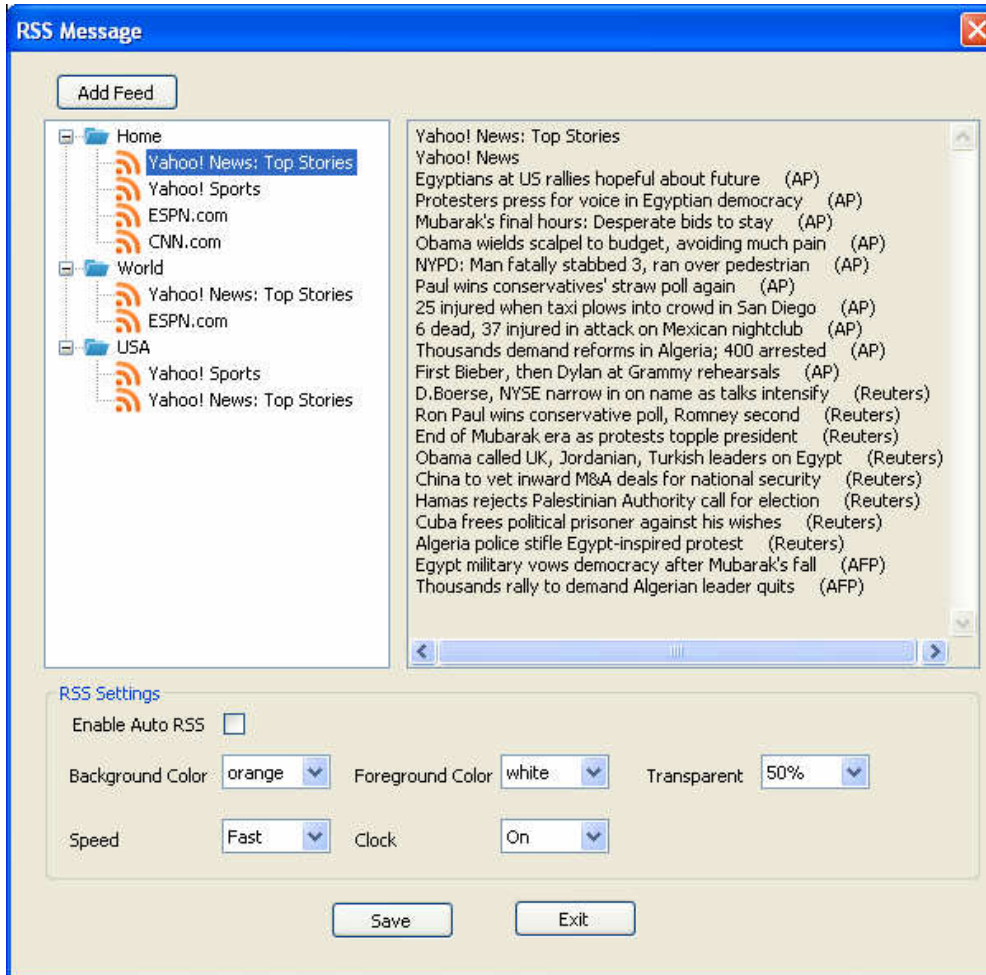 RSS Message
Add Feed
Home
Yahoo! News: Top Stories
Yahoo! Sports
ESPN.com
CNN.com
World
Yahoo! News: Top Stories
ESPN.com
USA
Yahoo! Sports
Yahoo! News: Top Stories
Yahoo! News: Top Stories
Yahoo! News
Egyptians at US rallies hopeful about future (AP)
Protesters press for voice in Egyptian democracy (AP)
Mubarak's final hours: Desperate bids to stay (AP)
Obama wields scalpel to budget, avoiding much pain (AP)
NYPD: Man fatally stabbed 3, ran over pedestrian (AP)
Paul wins conservatives' straw poll again (AP)
25 injured when taxi plows into crowd in San Diego (AP)
6 dead, 37 injured in attack on Mexican nightclub (AP)
Thousands demand reforms in Algeria; 400 arrested (AP)
First Bieber, then Dylan at Grammy rehearsals (AP)
D.Boerse, NYSE narrow in on name as talks intensify (Reuters)
Ron Paul wins conservative poll, Romney second (Reuters)
End of Mubarak era as protests topple president (Reuters)
Obama called UK, Jordanian, Turkish leaders on Egypt (Reuters)
China to vet inward M&A deals for national security (Reuters)
Hamas rejects Palestinian Authority call for election (Reuters)
Cuba frees political prisoner against his wishes (Reuters)
Algeria police stifle Egypt-inspired protest (Reuters)
Egypt military vows democracy after Mubarak's fall (AFP)
Thousands rally to demand Algerian leader quits (AFP)
RSS Settings
Enable Auto RSS
Background Color orange Foreground Color white Transparent 50%
Speed Fast Clock On
Save Exit